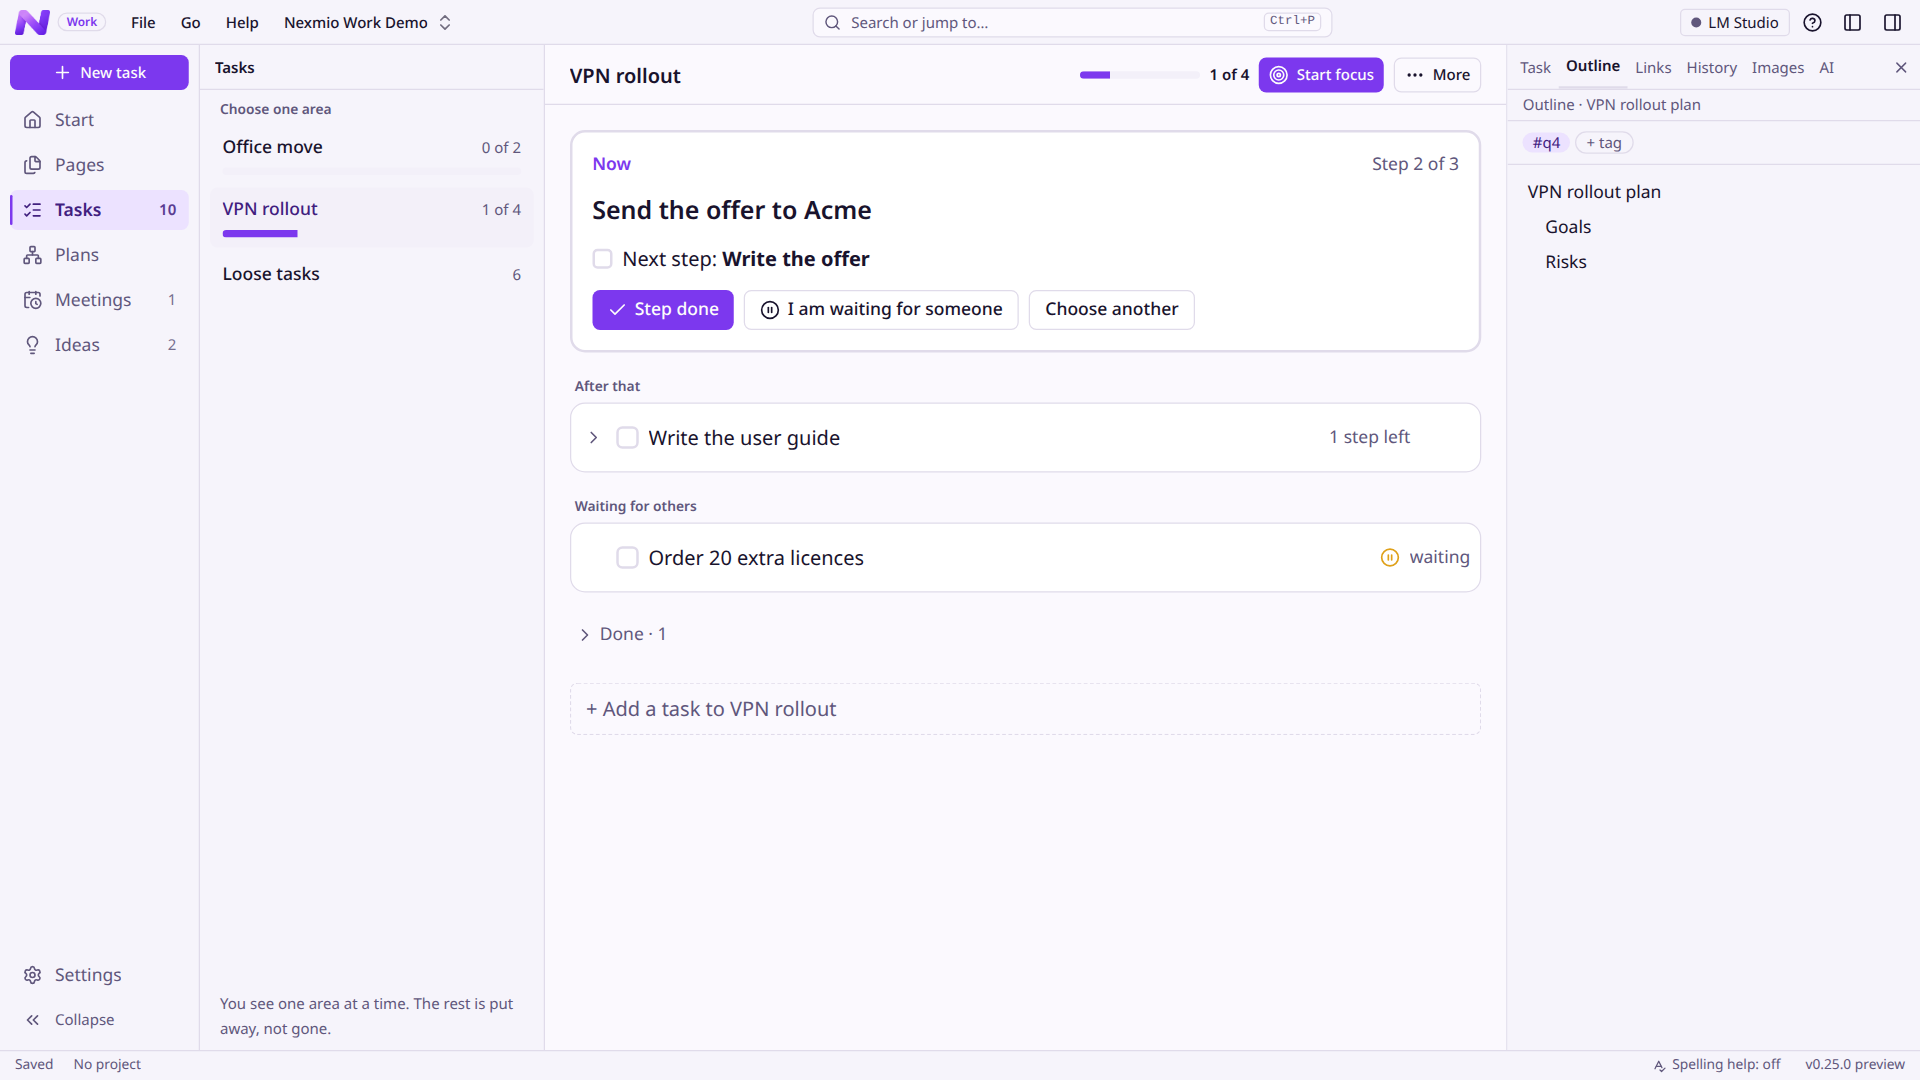 Work
File
Go
Help
Nexmio Work Demo
Search or jump to...
Ctrl+P
LM Studio
New task
Start
Pages
Tasks 10
Plans
Meetings 1
Ideas 2
Settings
Collapse
Tasks
Choose one area
Office move 0 of 2
VPN rollout 1 of 4
Loose tasks 6
You see one area at a time. The rest is put
away, not gone.
VPN rollout
1 of 4
Start focus
More
Now
Step 2 of 3
Send the offer to Acme
Next step: Write the offer
Step done
I am waiting for someone
Choose another
After that
Write the user guide
1 step left
Waiting for others
Order 20 extra licences
waiting
Done · 1
+ Add a task to VPN rollout
Task
Outline
Links
History
Images
AI
Outline · VPN rollout plan
#q4
+ tag
VPN rollout plan
Goals
Risks
Saved
No project
Spelling help: off
v0.25.0 preview